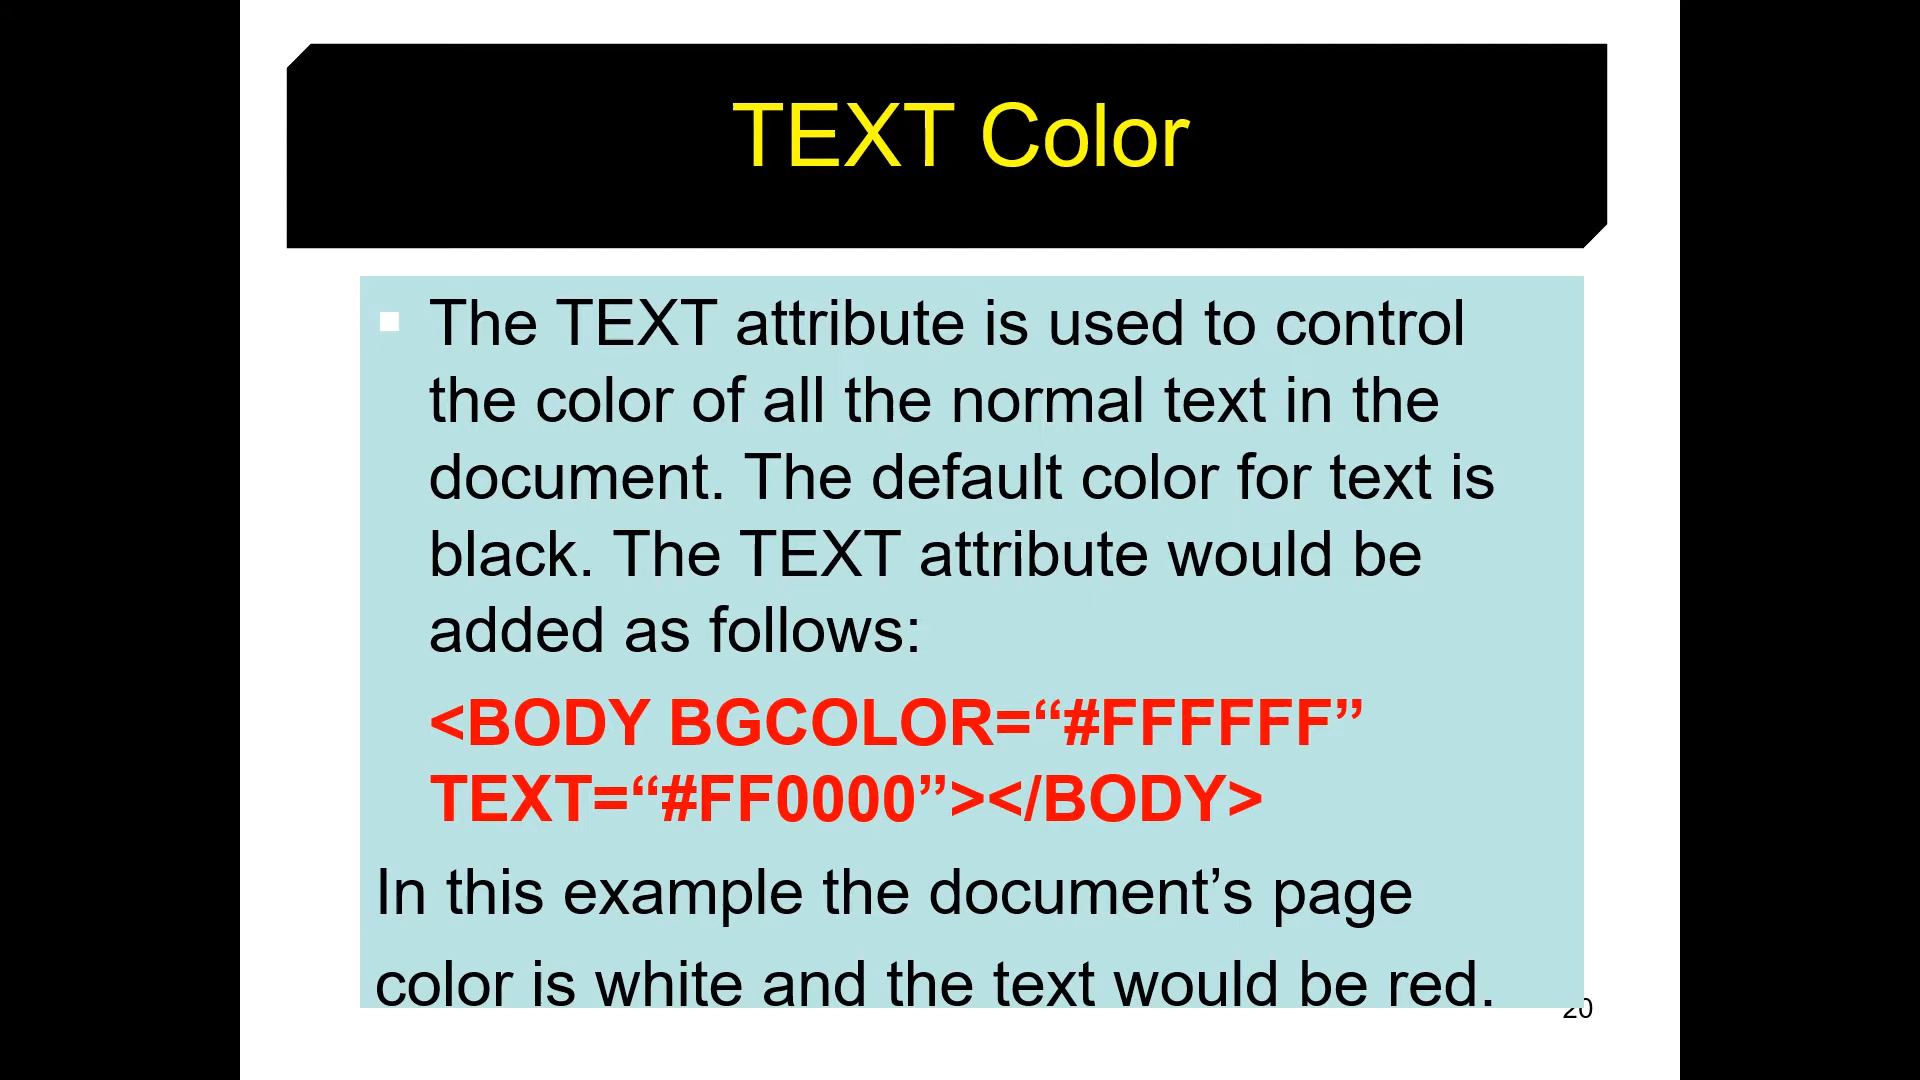 TEXT Color
The TEXT attribute is used to control
the color of all the normal text in the
document. The default color for text is
black. The TEXT attribute would be
added as follows:
<BODY BGCOLOR=“#FFFFFF”
TEXT=“#FF0000”></BODY>
In this example the document’s page
color is white and the text would be red.
20